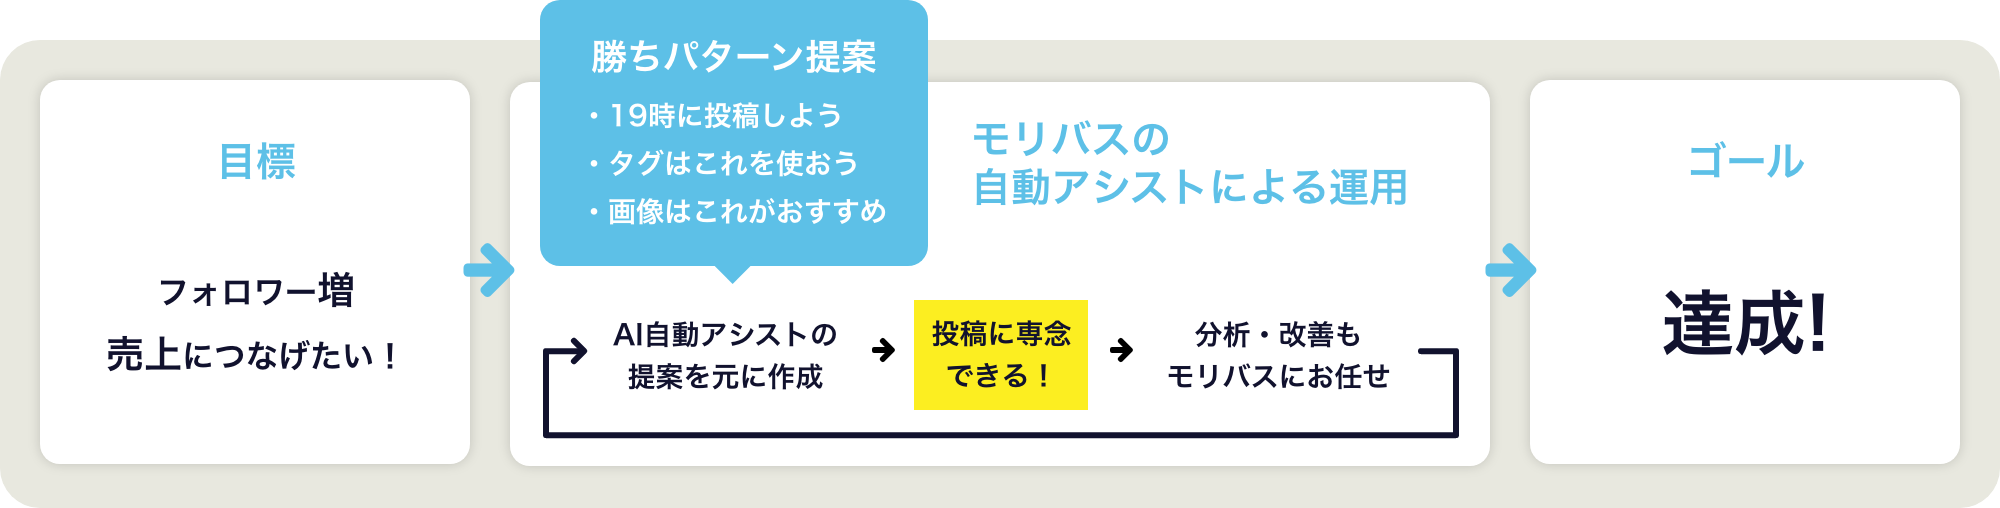 目標
フォロワー増
売上につなげたい！
勝ちパターン提案
・19時に投稿しよう
・タグはこれを使おう
・画像はこれがおすすめ
モリバスの
自動アシストによる運用
AI自動アシストの
提案を元に作成
投稿に専念
できる！
分析・改善も
モリバスにお任せ
ゴール
達成!